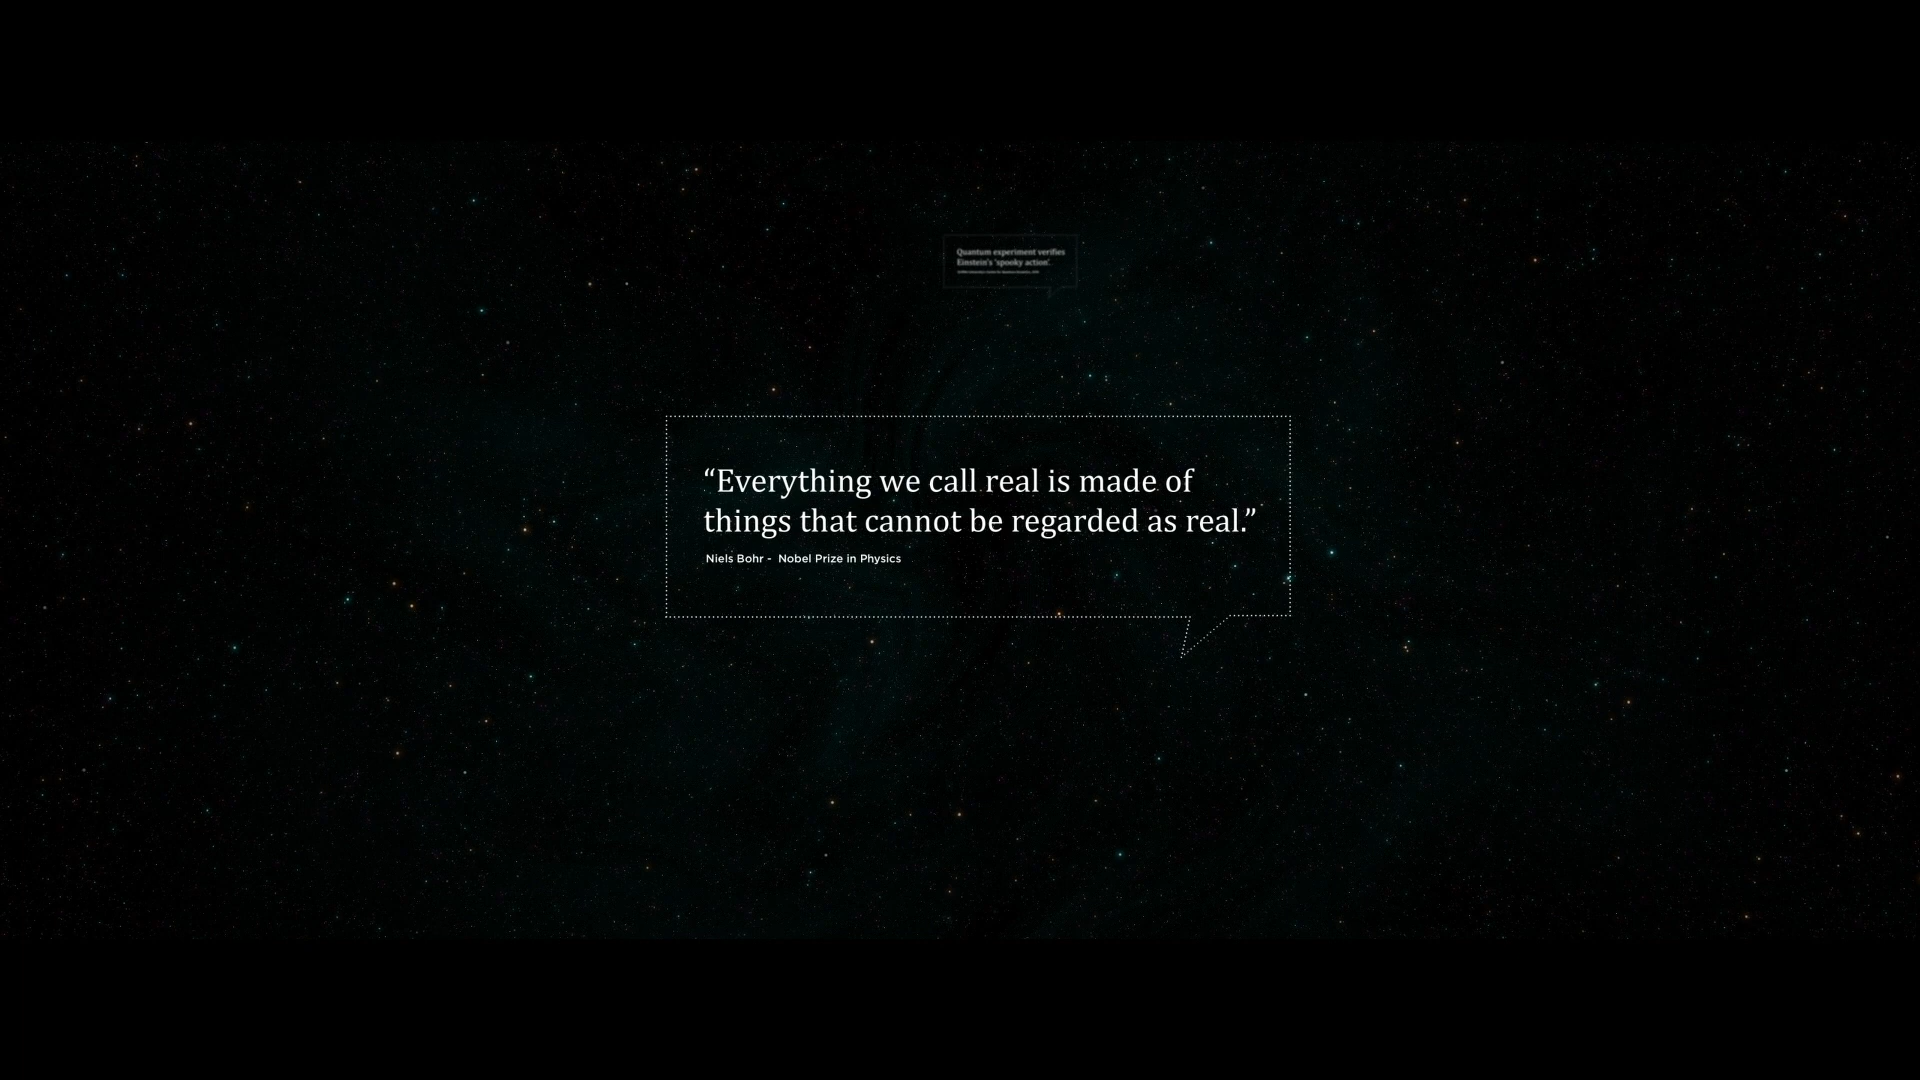 Quantum experiment verifies
Einstein's 'spooky action'.
“Everything we call real is made of
things that cannot be regarded as real.”
Niels Bohr - Nobel Prize in Physics